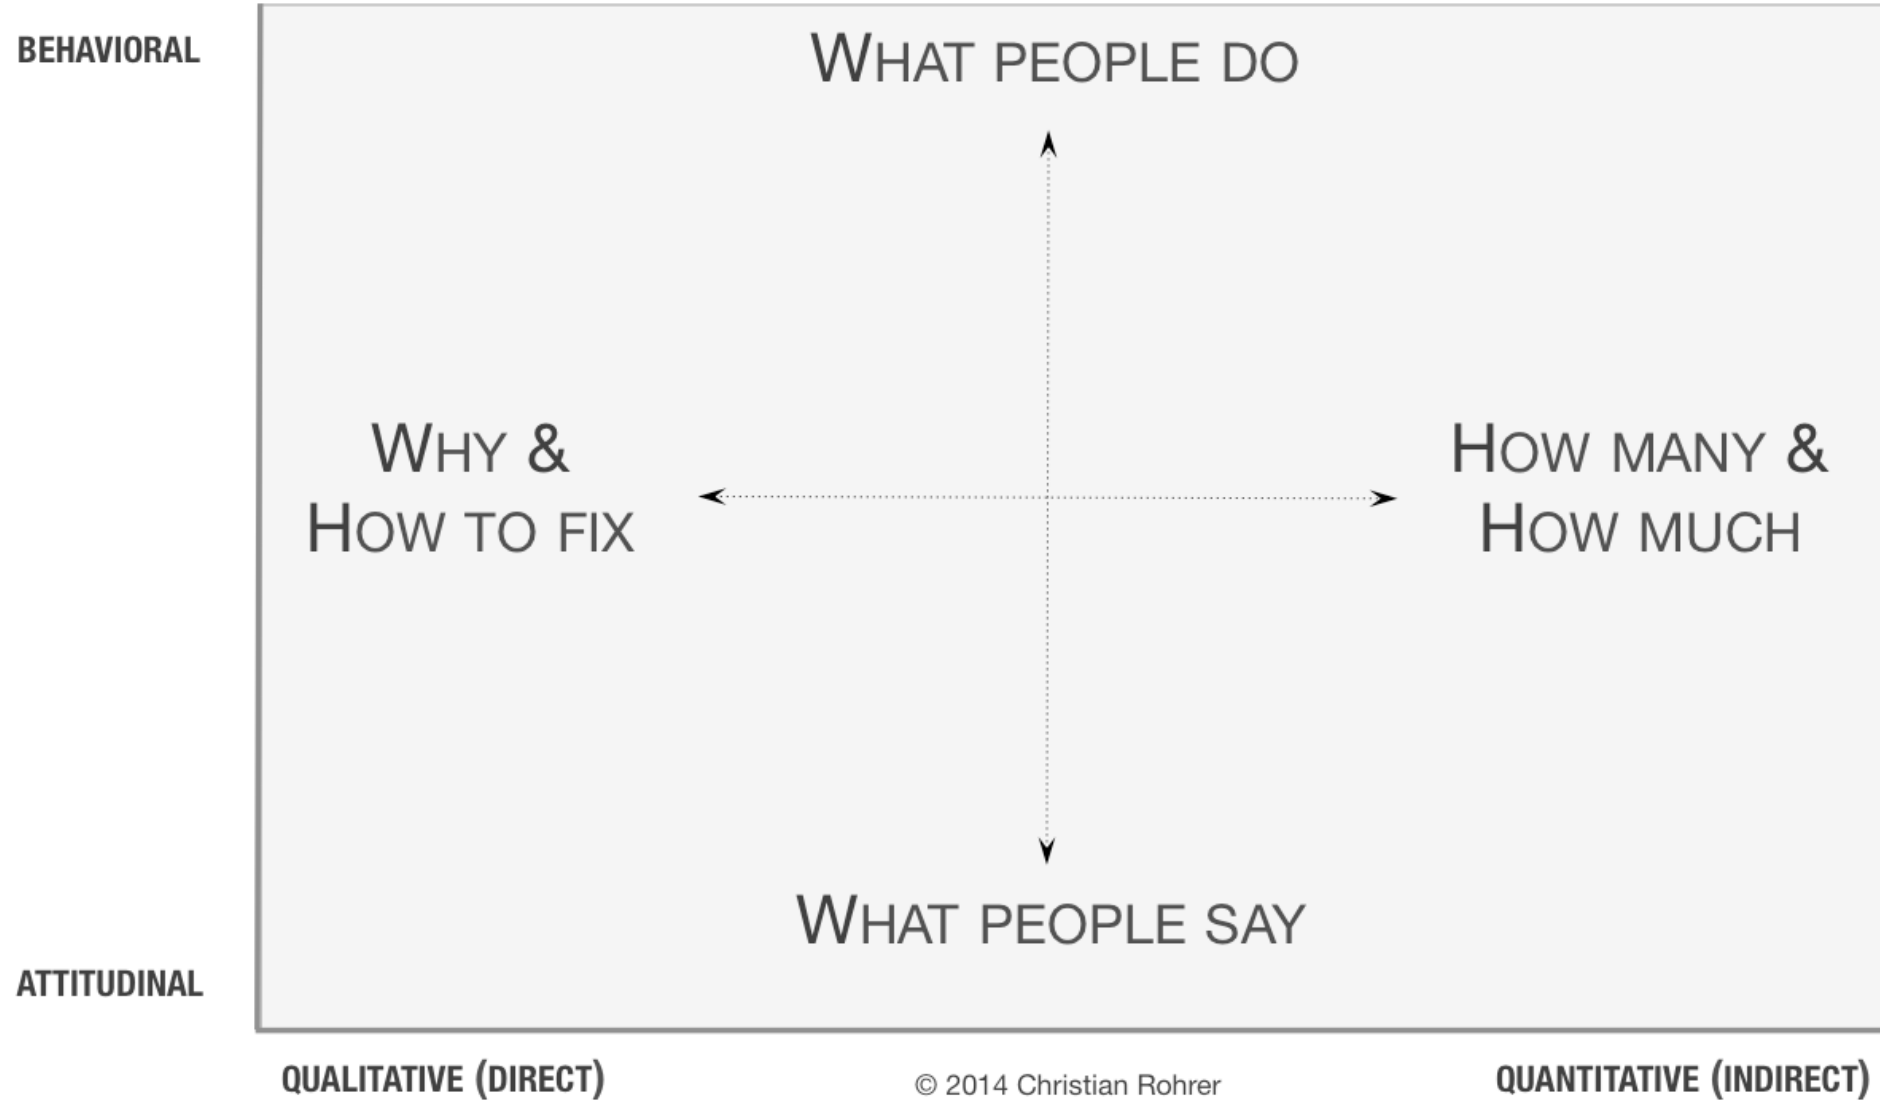 BEHAVIORAL
WHAT PEOPLE DO
WHY &
HOW TO FIX
HOW MANY &
HOW MUCH
WHAT PEOPLE SAY
ATTITUDINAL
QUALITATIVE (DIRECT)
© 2014 Christian Rohrer
QUANTITATIVE (INDIRECT)